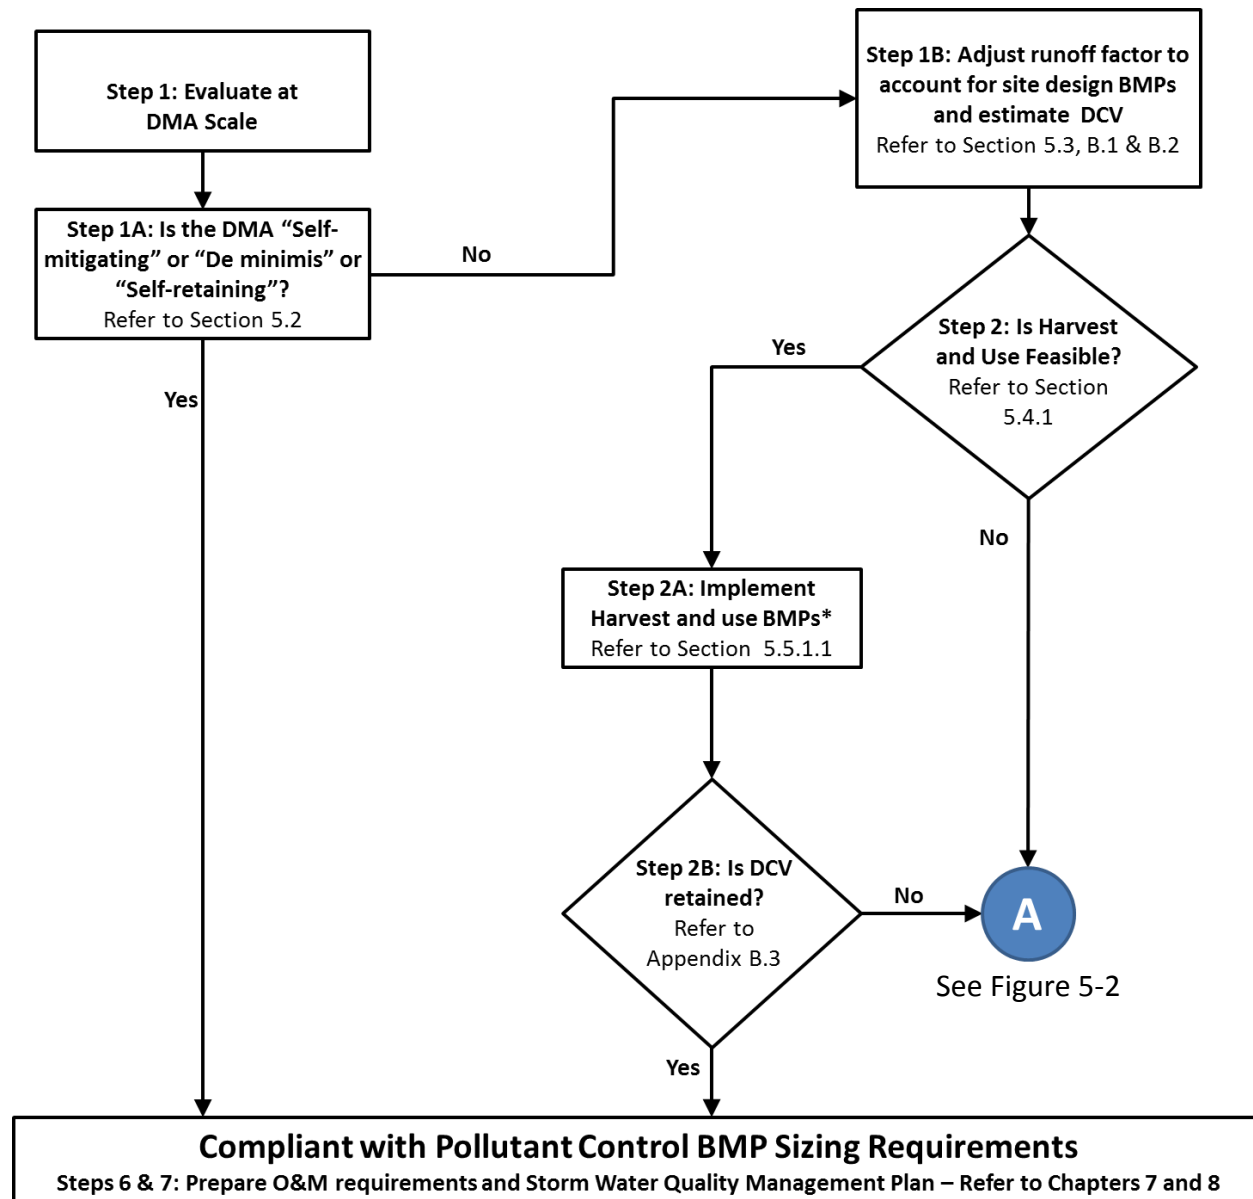 Step 1: Evaluate at
DMA Scale
Step 1A: Is the DMA “Self-
mitigating” or “De minimis” or
“Self-retaining”?
Refer to Section 5.2
No
Yes
Step 1B: Adjust runoff factor to
account for site design BMPs
and estimate DCV
Refer to Section 5.3, B.1 & B.2
Step 2: Is Harvest
and Use Feasible?
Refer to Section
5.4.1
Yes
No
Step 2A: Implement
Harvest and use BMPs*
Refer to Section 5.5.1.1
Step 2B: Is DCV
retained?
Refer to
Appendix B.3
No
A
See Figure 5-2
Yes
Compliant with Pollutant Control BMP Sizing Requirements
Steps 6 & 7: Prepare O&M requirements and Storm Water Quality Management Plan – Refer to Chapters 7 and 8